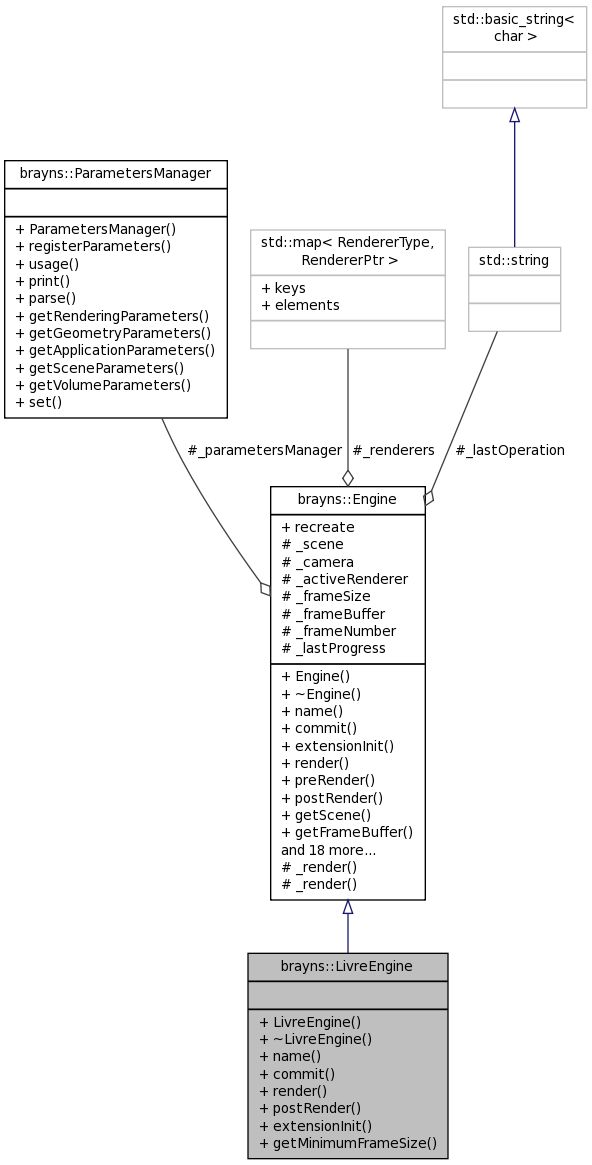 std::basic_string<
char >
brayns::ParametersManager
+ ParametersManager()
+ registerParameters()
+ usage()
+ print()
+ parse()
+ getRenderingParameters()
+ getGeometryParameters()
+ getApplicationParameters()
+ getSceneParameters()
+ getVolumeParameters()
+ set()
std::map< RendererType,
RendererPtr >
+ keys
+ elements
std::string
#_parametersManager
#_renderers
#_lastOperation
brayns::Engine
+ recreate
# _scene
# _camera
# _activeRenderer
# _frameSize
# _frameBuffer
# _frameNumber
# _lastProgress
+ Engine()
+ ~Engine()
+ name()
+ commit()
+ extensionInit()
+ render()
+ preRender()
+ postRender()
+ getScene()
+ getFrameBuffer()
and 18 more...
# _render()
# _render()
brayns::LivreEngine
+ LivreEngine()
+ ~LivreEngine()
+ name()
+ commit()
+ render()
+ postRender()
+ extensionInit()
+ getMinimumFrameSize()